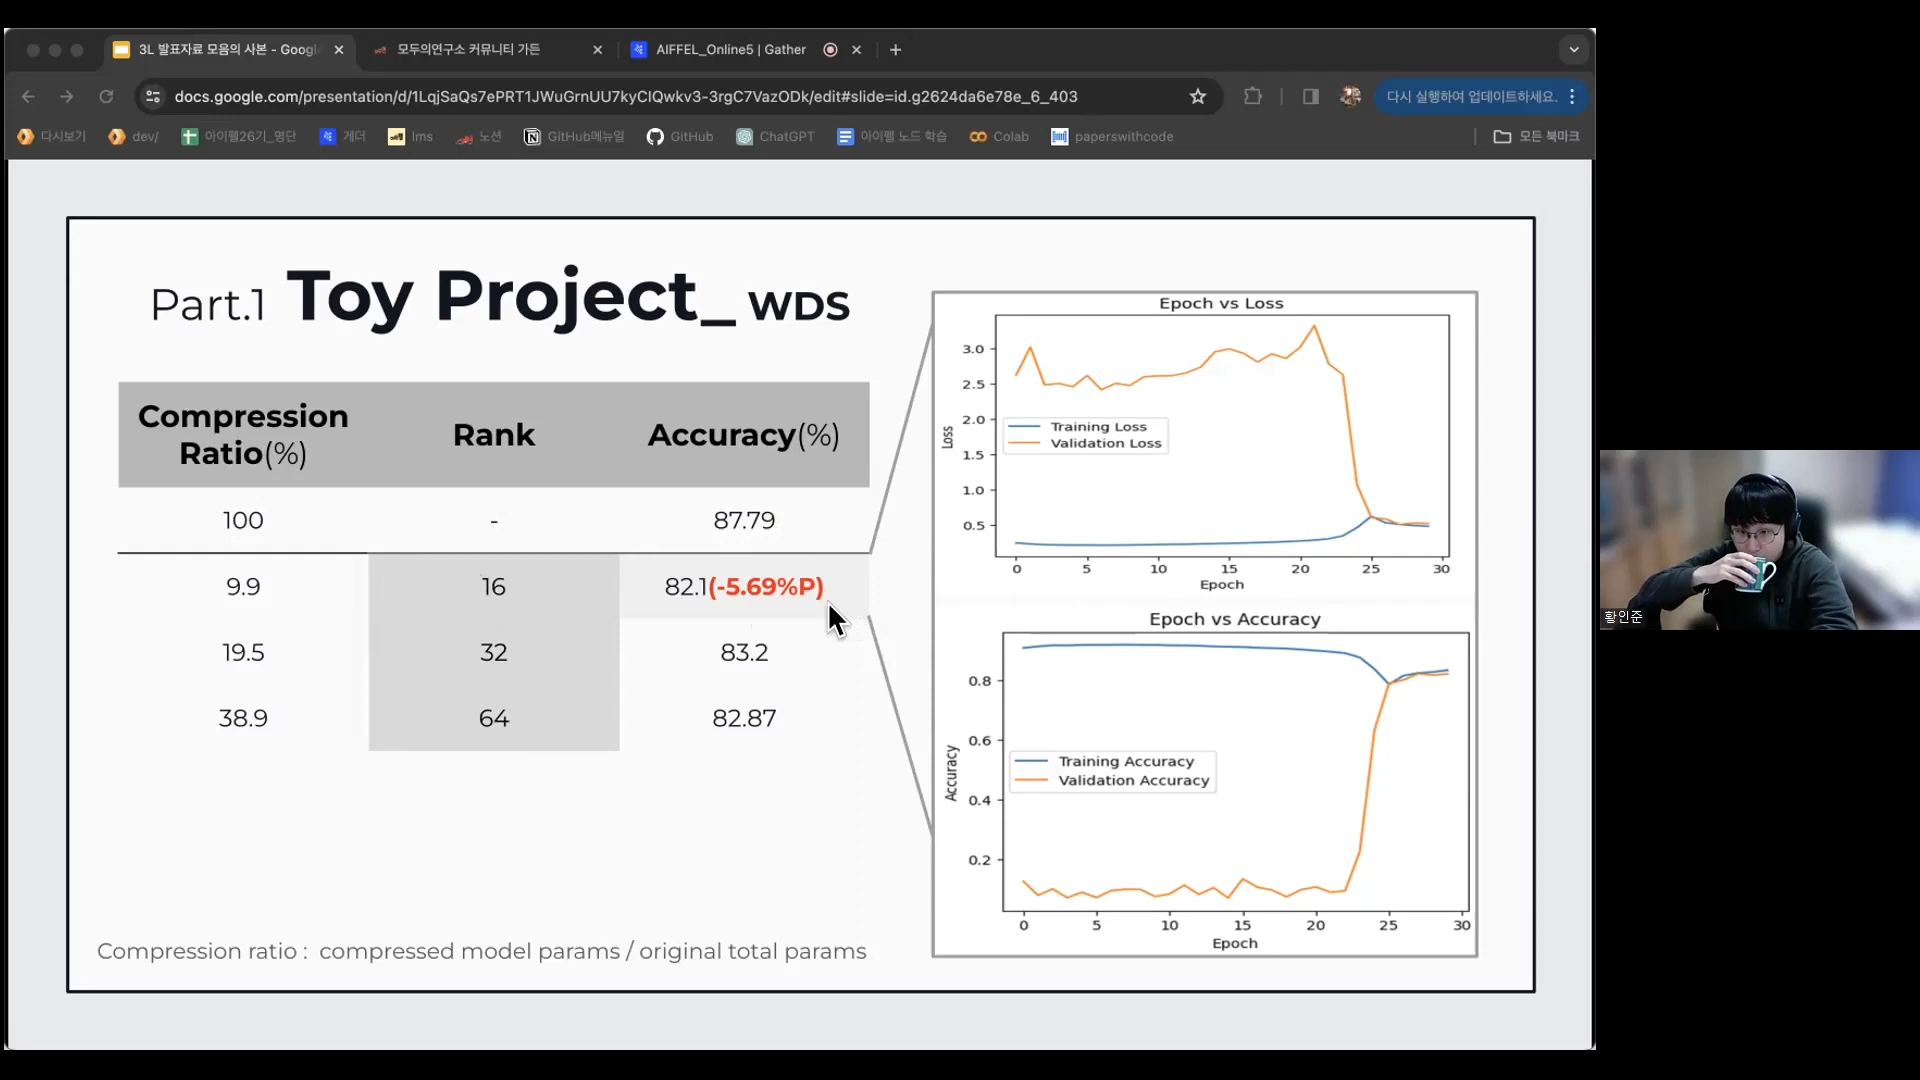 3L 발표자료 모음의 사본 - Googl
모두의연구소 커뮤니티 가든
AIFFEL_Online5 | Gather
docs.google.com/presentation/d/1LqjSaQs7ePRT1JWuGrnUU7kyCIQwkv3-3rgC7VazODk/edit#slide=id.g2624da6e78e_6_403
다시 실행하여 업데이트하세요.
다시보기
dev/
아이펠26기_명단
게더
lms
노션
GitHub메뉴얼
GitHub
ChatGPT
아이펠 노드 학습
Colab
paperswithcode
모든 북마크
Part.1 Toy Project_ WDS
Compression Ratio(%)
Rank
Accuracy(%)
100 - 87.79
9.9 16 82.1(-5.69%P)
19.5 32 83.2
38.9 64 82.87
Compression ratio : compressed model params / original total params
Epoch vs Loss
3.0
2.5
2.0
1.5
1.0
0.5
Loss
Training Loss
Validation Loss
0 5 10 15 20 25 30
Epoch
Epoch vs Accuracy
0.8
0.6
0.4
0.2
Accuracy
Training Accuracy
Validation Accuracy
0 5 10 15 20 25 30
Epoch
황인준